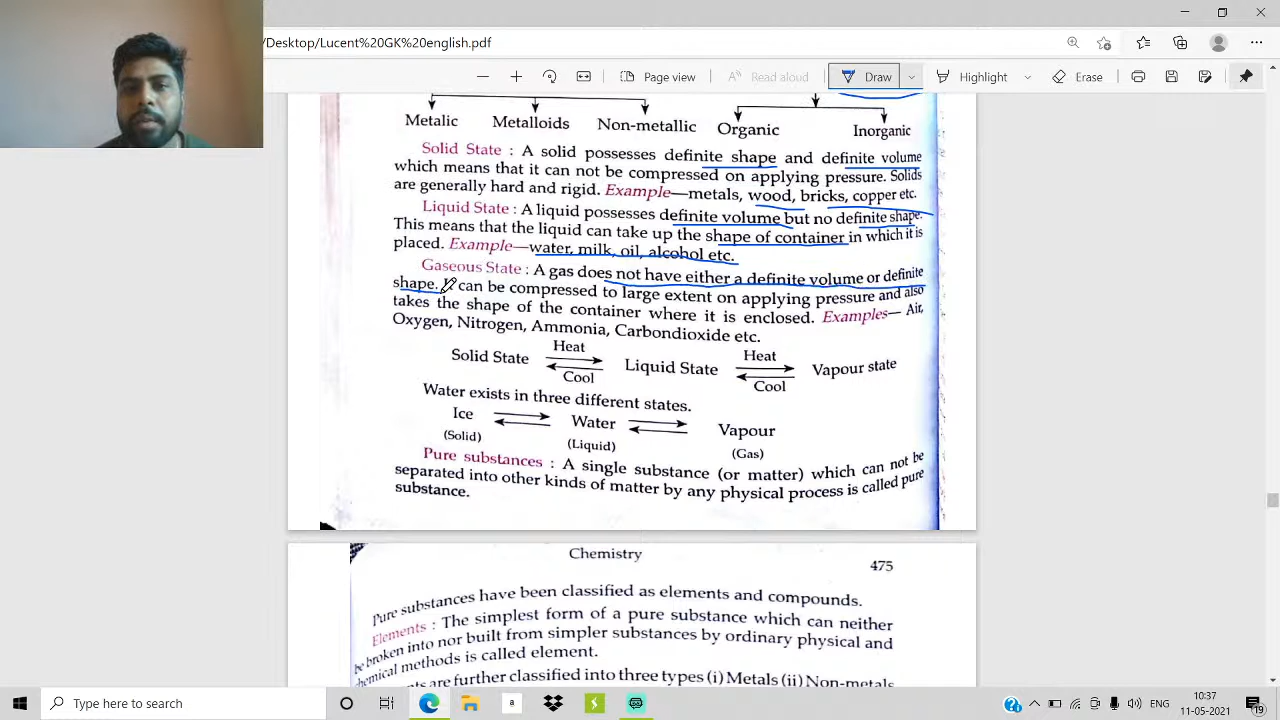 /Desktop/Lucent%20GK%20english.pdf
Page view
Read aloud
Draw
Highlight
Erase
Metalic Metalloids Non-metallic Organic Inorganic
Solid State : A solid possesses definite shape and definite volume
which means that it can not be compressed on applying pressure. Solids
are generally hard and rigid. Example—metals, wood, bricks, copper etc.
Liquid State : A liquid possesses definite volume but no definite shape.
This means that the liquid can take up the shape of container in which it is
placed. Example—water, milk, oil, alcohol etc.
Gaseous State : A gas does not have either a definite volume or definite
shape. can be compressed to large extent on applying pressure and also
takes the shape of the container where it is enclosed. Examples— Air,
Oxygen, Nitrogen, Ammonia, Carbondioxide etc.
Solid State Heat Cool Liquid State Heat Cool Vapour state
Water exists in three different states.
Ice Water Vapour
(Solid) (Liquid) (Gas)
Pure substances : A single substance (or matter) which can not be
separated into other kinds of matter by any physical process is called pure
substance.
Chemistry 475
Pure substances have been classified as elements and compounds.
Elements : The simplest form of a pure substance which can neither
be broken into nor built from simpler substances by ordinary physical and
chemical methods is called element.
are further classified into three types (i) Metals (ii) Non-metals
Type here to search
ENG
10:37
11-05-2021
19